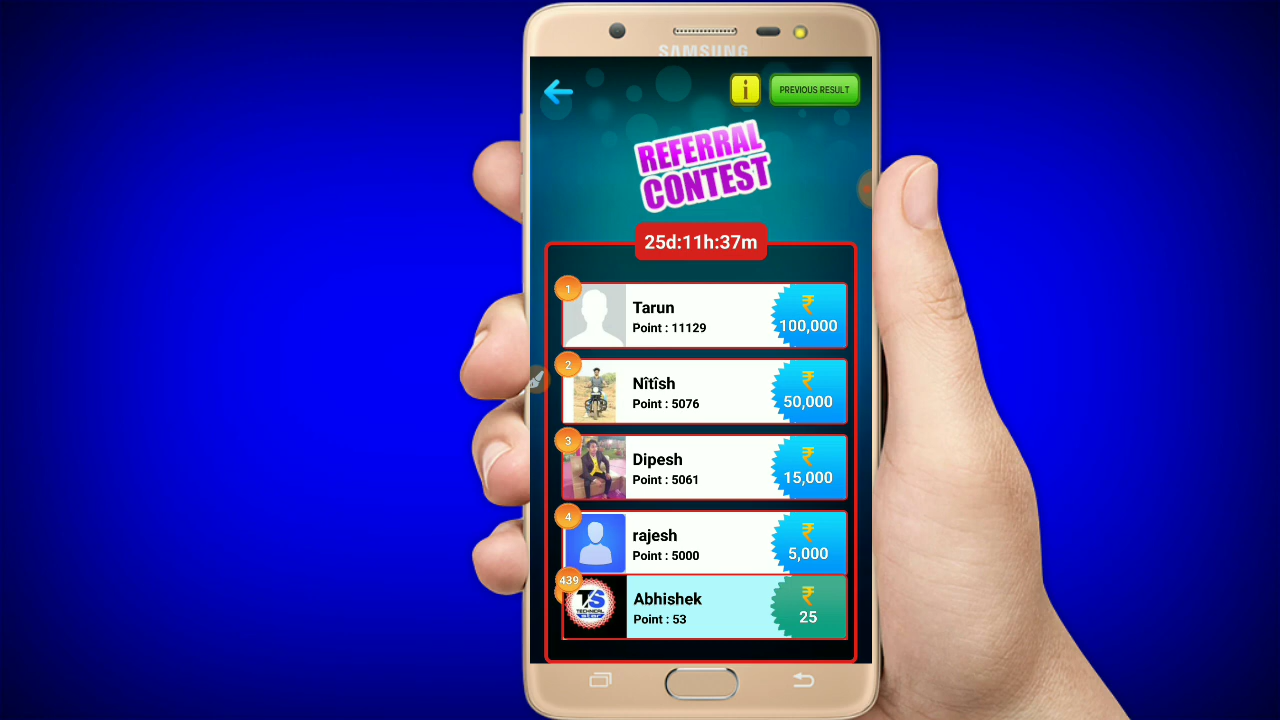 SAMSUNG
i
PREVIOUS RESULT
REFERRAL
CONTEST
25d:11h:37m
1
Tarun
Point : 11129
₹
100,000
2
Nîtîsh
Point : 5076
₹
50,000
3
Dipesh
Point : 5061
₹
15,000
4
rajesh
Point : 5000
₹
5,000
439
TS
TECHNICAL
Abhishek
Point : 53
₹
25